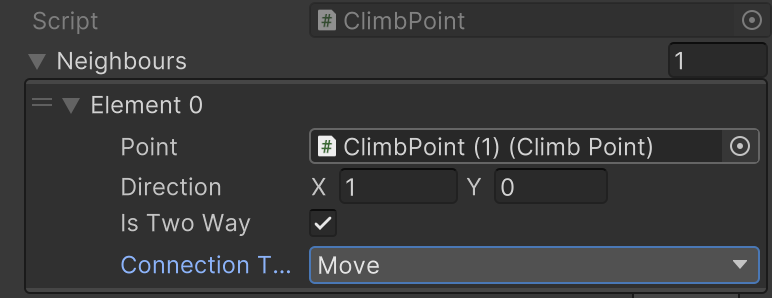 Script # ClimbPoint
Neighbours 1
Element 0
Point # ClimbPoint (1) (Climb Point)
Direction X 1 Y 0
Is Two Way
Connection T... Move